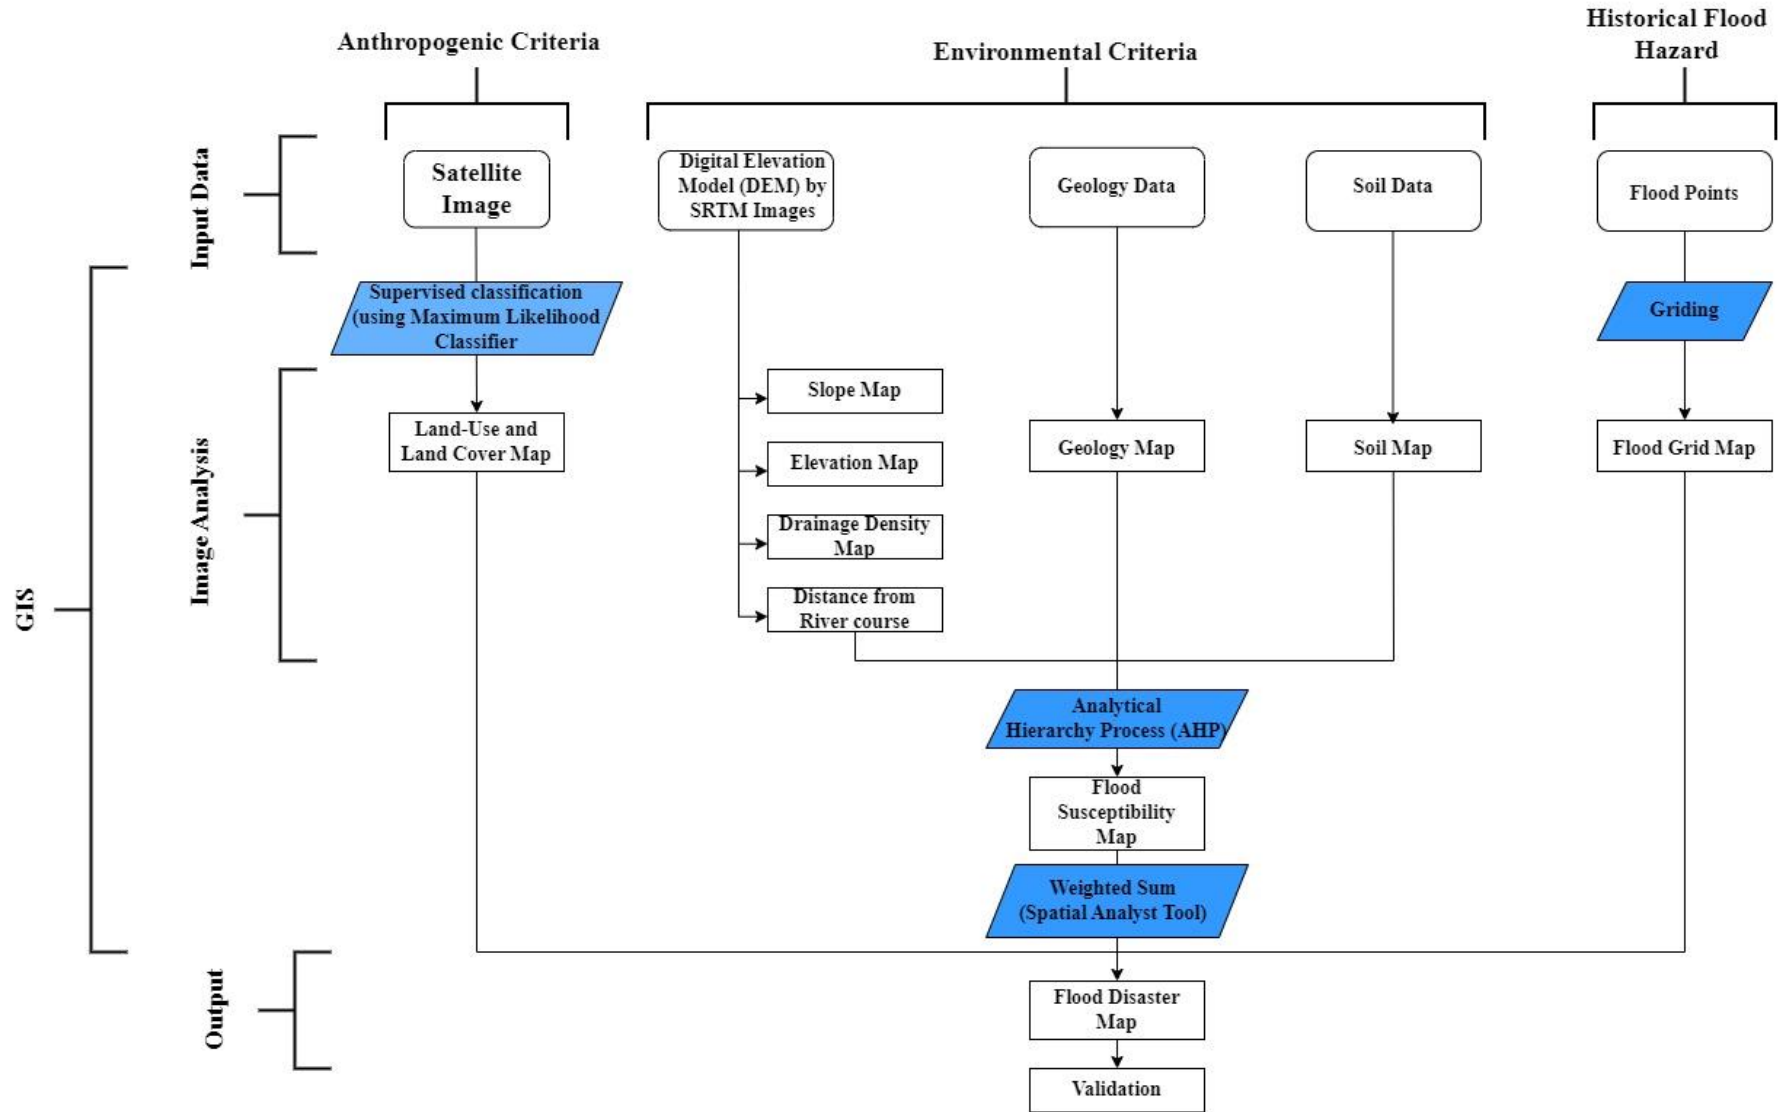 Anthropogenic Criteria
Environmental Criteria
Historical Flood
Hazard
Input Data
Satellite
Image
Digital Elevation
Model (DEM) by
SRTM Images
Geology Data
Soil Data
Flood Points
Supervised classification
(using Maximum Likelihood
Classifier
Griding
GIS
Image Analysis
Land-Use and
Land Cover Map
Slope Map
Elevation Map
Drainage Density
Map
Distance from
River course
Geology Map
Soil Map
Flood Grid Map
Analytical
Hierarchy Process (AHP)
Flood
Susceptibility
Map
Weighted Sum
(Spatial Analyst Tool)
Output
Flood Disaster
Map
Validation